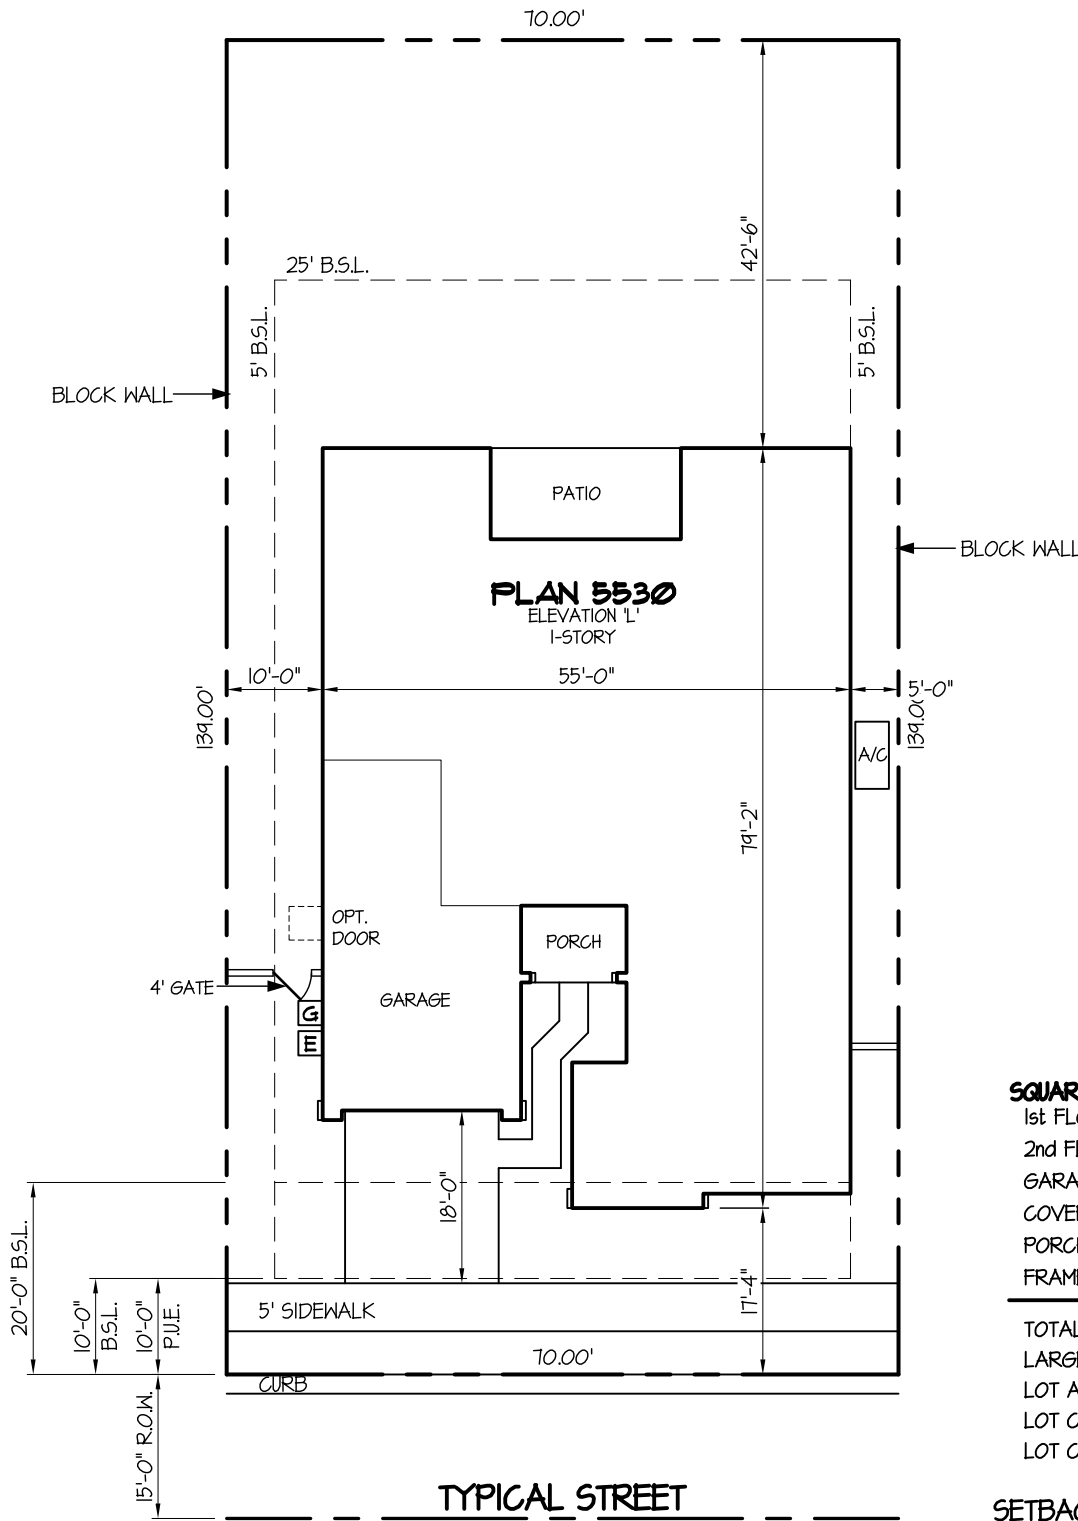 70.00'
42'-6"
25' B.S.L.
5' B.S.L.
5' B.S.L.
BLOCK WALL
PATIO
BLOCK WALL
PLAN 5530
ELEVATION 'L'
1-STORY
10'-0"
55'-0"
5'-0"
139.00'
139.0
A/C
79'-2"
OPT.
DOOR
PORCH
4' GATE
GARAGE
G
E
18'-0"
17'-4"
20'-0" B.S.L.
10'-0"
B.S.L.
10'-0"
P.U.E.
5' SIDEWALK
70.00'
CURB
15'-0" R.O.W.
TYPICAL STREET
SQUAR
1st FL
2nd F
GARA
COVE
PORC
FRAM
TOTAL
LARG
LOT A
LOT C
LOT C
SETBAC